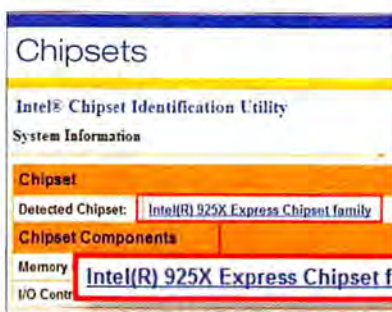 Chipsets
Intel® Chipset Identification Utility
System Information
Chipset
Detected Chipset: Intel(R) 925X Express Chipset family
Chipset Components
Memory
Intel(R) 925X Express Chipset f
I/O Contr